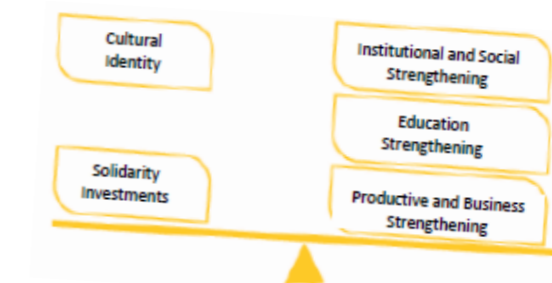 Cultural
Identity
Institutional and Social
Strengthening
Education
Strengthening
Solidarity
Investments
Productive and Business
Strengthening